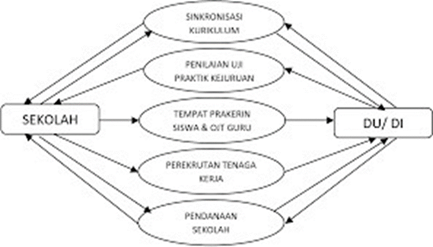 SINKRONISASI
KURIKULUM
PENILAIAN UJI
PRAKTIK KEJURUAN
SEKOLAH
TEMPAT PRAKERIN
SISWA & OJT GURU
DU/ DI
PEREKRUTAN TENAGA
KERJA
PENDANAAN
SEKOLAH